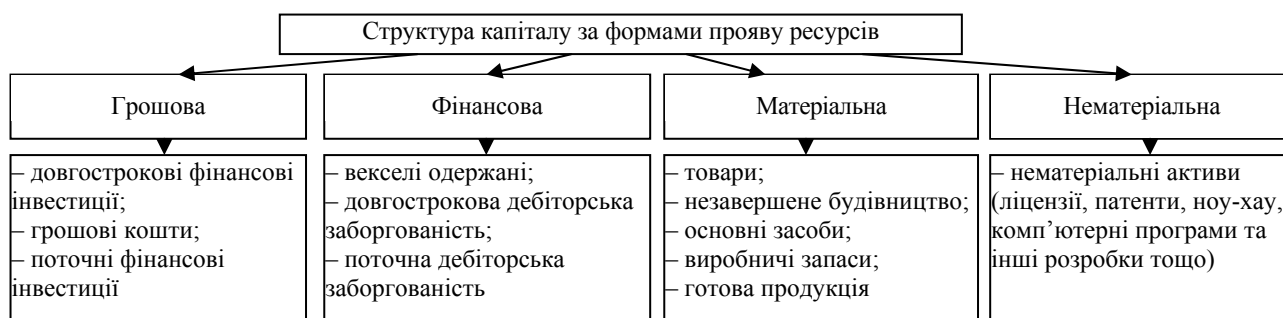 Структура капіталу за формами прояву ресурсів
Грошова
Фінансова
Матеріальна
Нематеріальна
– довгострокові фінансові
інвестиції;
– грошові кошти;
– поточні фінансові
інвестиції
– векселі одержані;
– довгострокова дебіторська
заборгованість;
– поточна дебіторська
заборгованість
– товари;
– незавершене будівництво;
– основні засоби;
– виробничі запаси;
– готова продукція
– нематеріальні активи
(ліцензії, патенти, ноу-хау,
комп’ютерні програми та
інші розробки тощо)